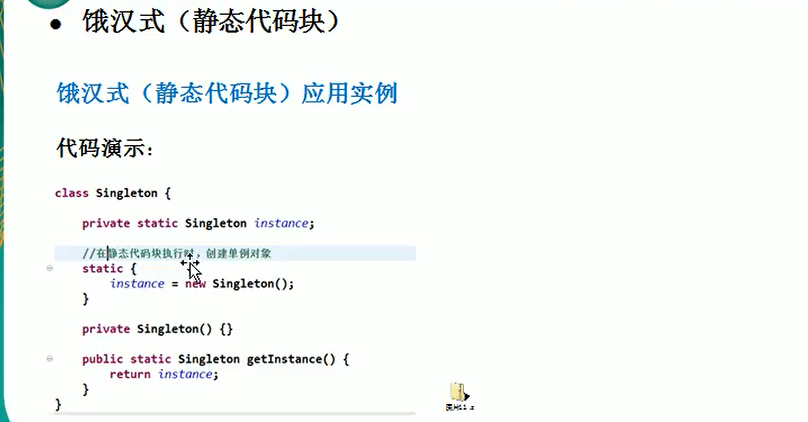 饿汉式（静态代码块）
饿汉式（静态代码块）应用实例
代码演示：
class Singleton {
private static Singleton instance;
//在静态代码块执行时，创建单例对象
static {
instance = new Singleton();
}
private Singleton() {}
public static Singleton getInstance() {
return instance;
}
}